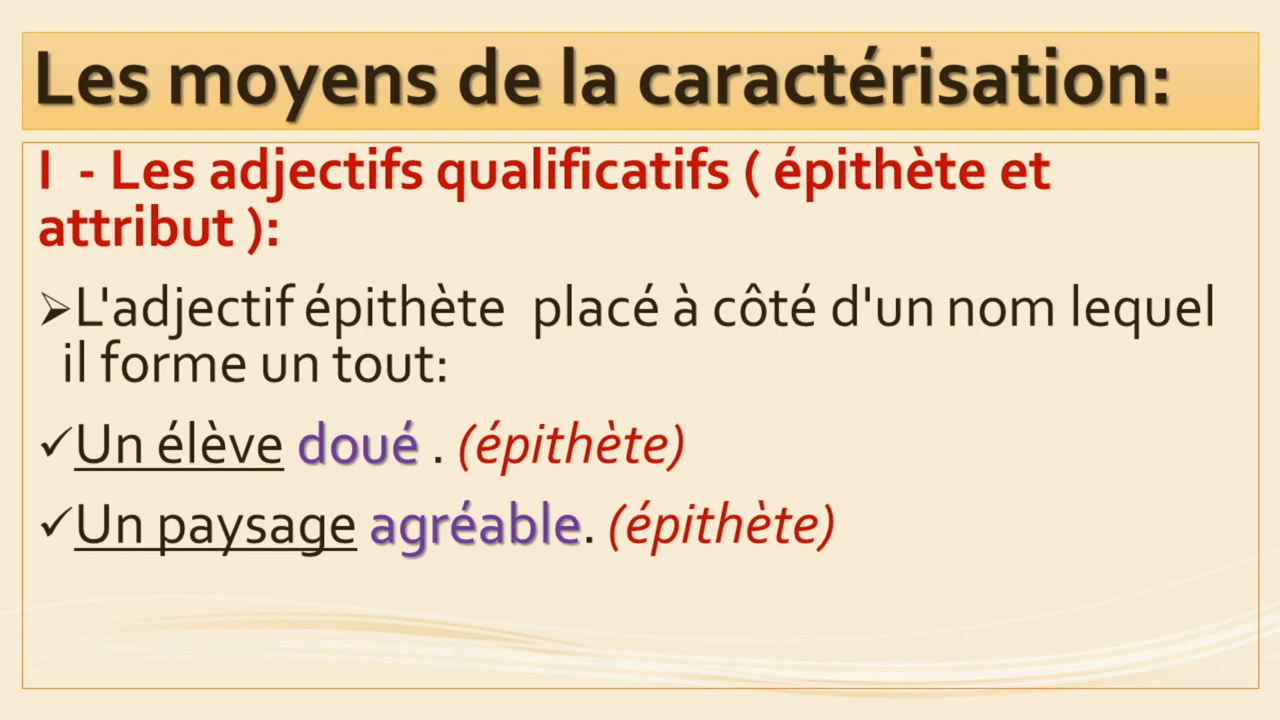 Les moyens de la caractérisation:
I - Les adjectifs qualificatifs ( épithète et
attribut ):
➢L'adjectif épithète placé à côté d'un nom lequel
il forme un tout:
✓Un élève doué . (épithète)
✓Un paysage agréable. (épithète)